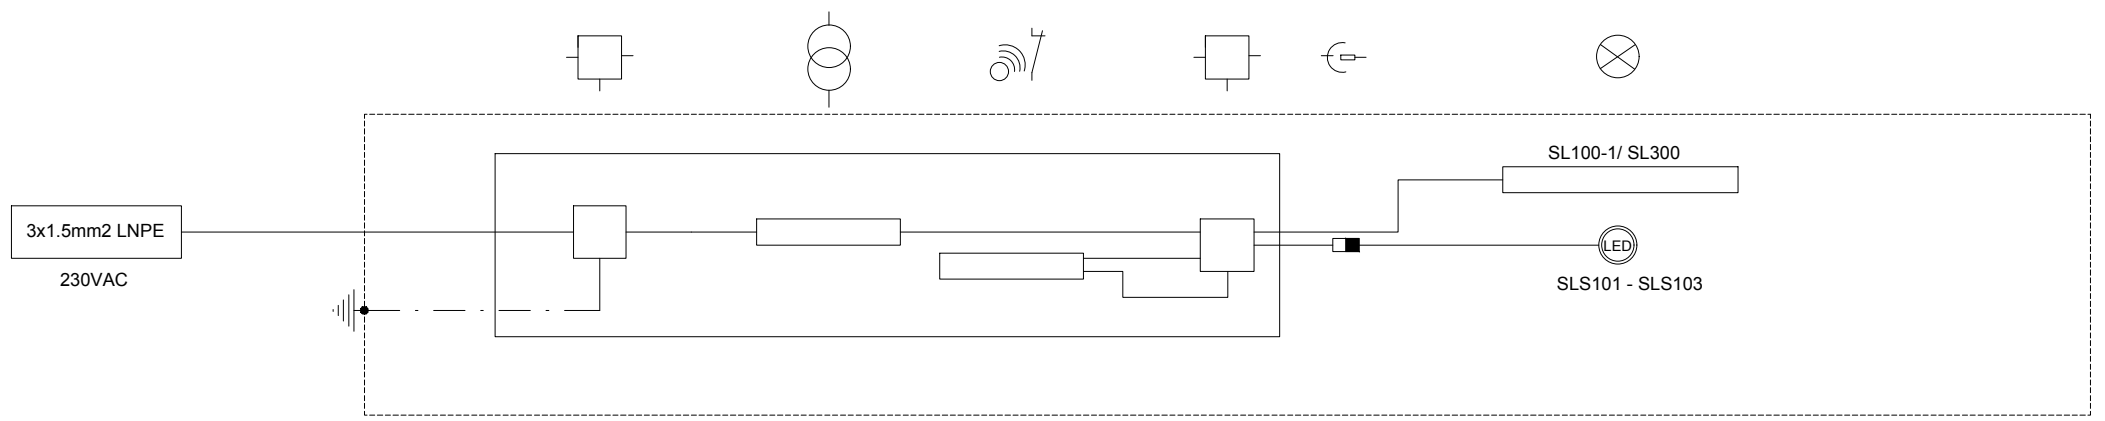 SL100-1/ SL300
3x1.5mm2 LNPE
230VAC
LED
SLS101 - SLS103